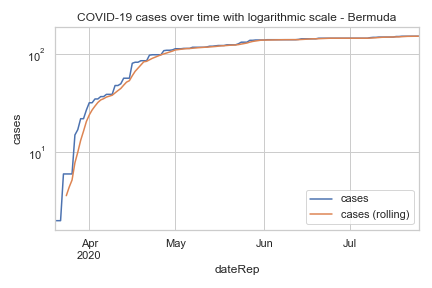 COVID-19 cases over time with logarithmic scale - Bermuda
cases
10²
10¹
cases
cases (rolling)
Apr
2020
May
Jun
Jul
dateRep